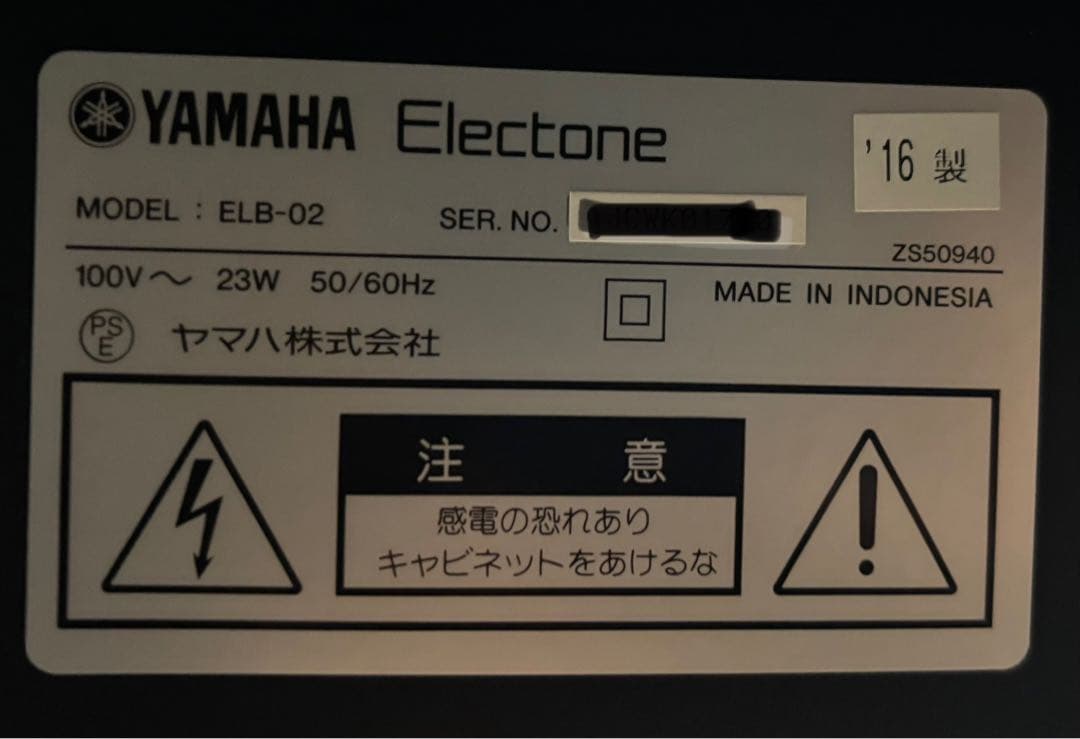 YAMAHA Electone
'16 製
MODEL : ELB-02
SER. NO.
ZS50940
100V～ 23W 50/60Hz
MADE IN INDONESIA
PSE
ヤマハ株式会社
注意
感電の恐れあり
キャビネットをあけるな